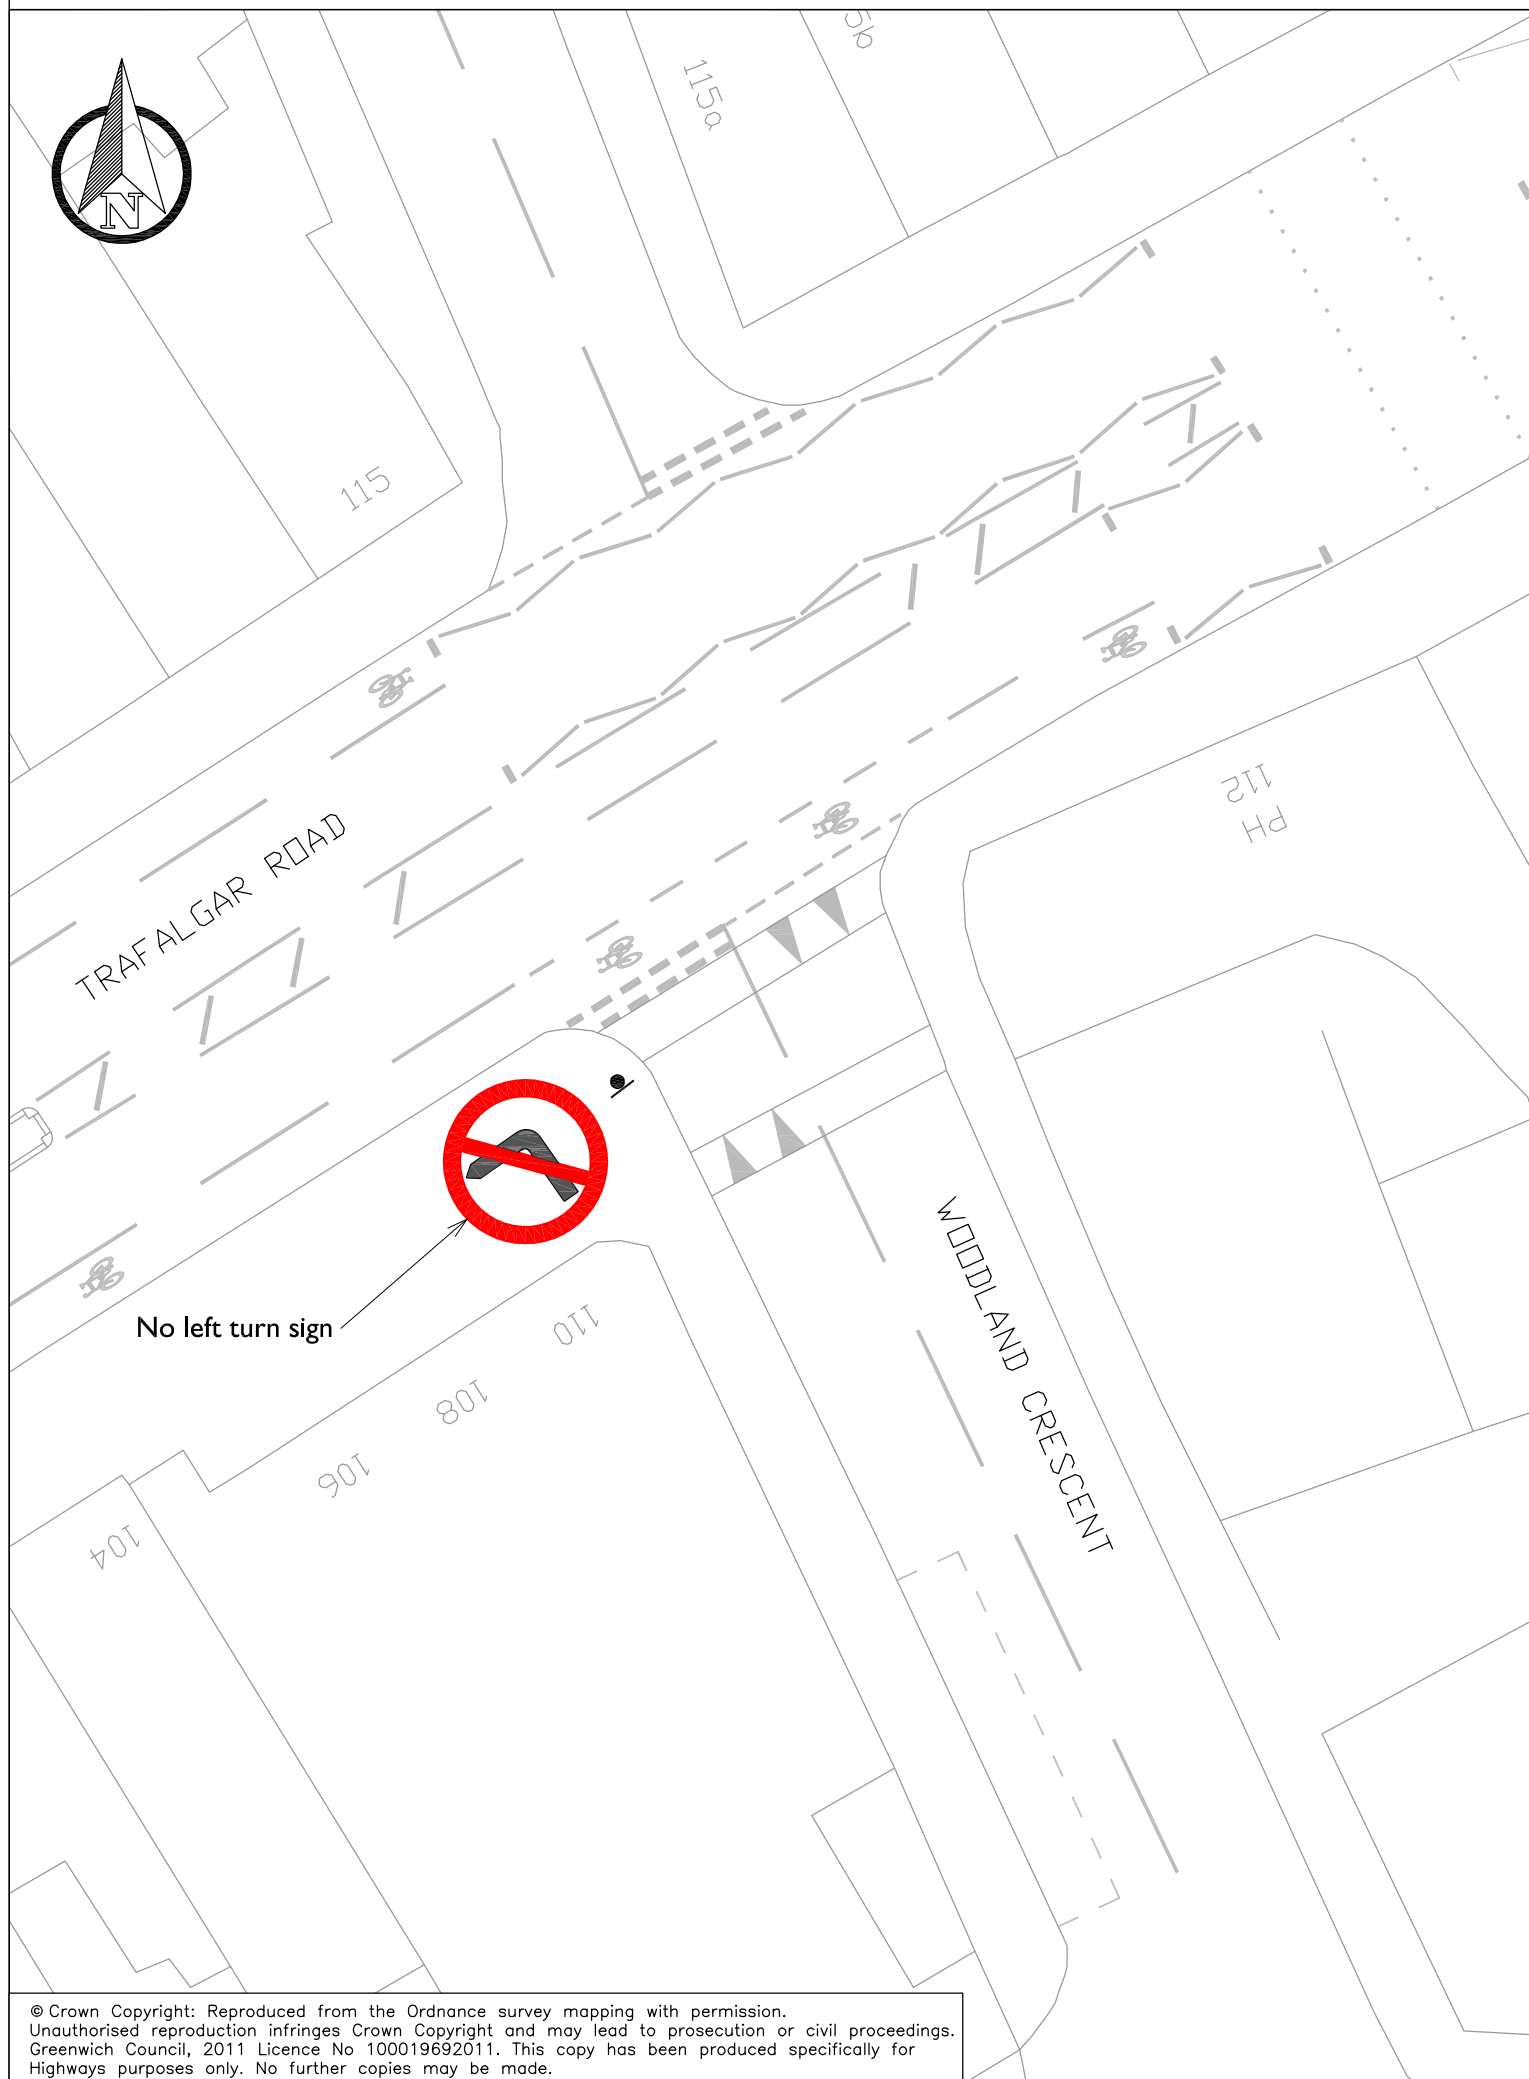 5b
115a
N
115
TRAFALGAR ROAD
112
PH
WOODLAND CRESCENT
No left turn sign
110
108
106
104
© Crown Copyright: Reproduced from the Ordnance survey mapping with permission.
Unauthorised reproduction infringes Crown Copyright and may lead to prosecution or civil proceedings.
Greenwich Council, 2011 Licence No 100019692011. This copy has been produced specifically for
Highways purposes only. No further copies may be made.